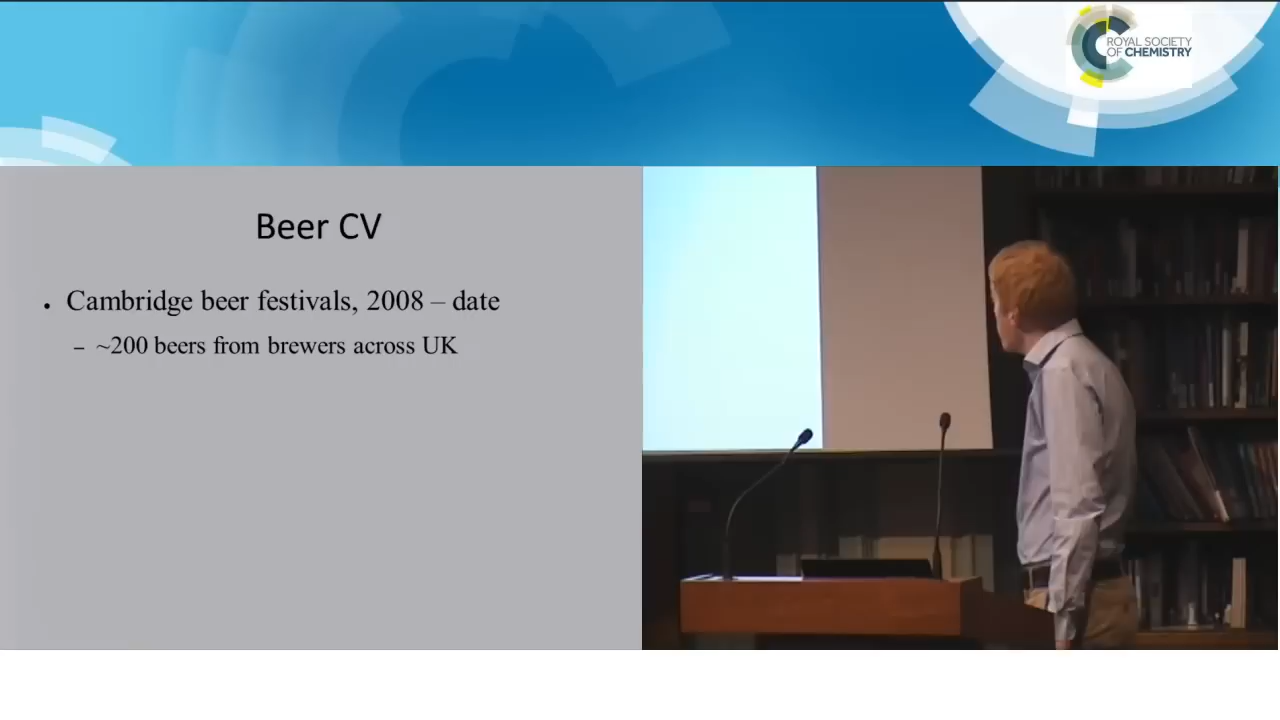 ROYAL SOCIETY
OF CHEMISTRY
Beer CV
• Cambridge beer festivals, 2008 – date
– ~200 beers from brewers across UK